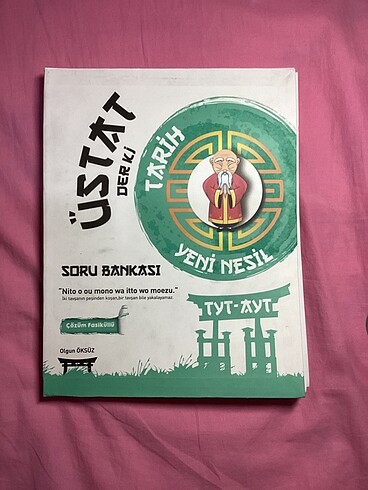 ÜSTAT
DER Kİ
TARİH
YENİ NESİL
SORU BANKASI
"Nito o ou mono wa itto wo moezu."
İki tavşanın peşinden koşan, bir tavşan bile yakalayamaz.
Çözüm Fasikülü
TYT-AYT
Olgun ÖKSÜZ